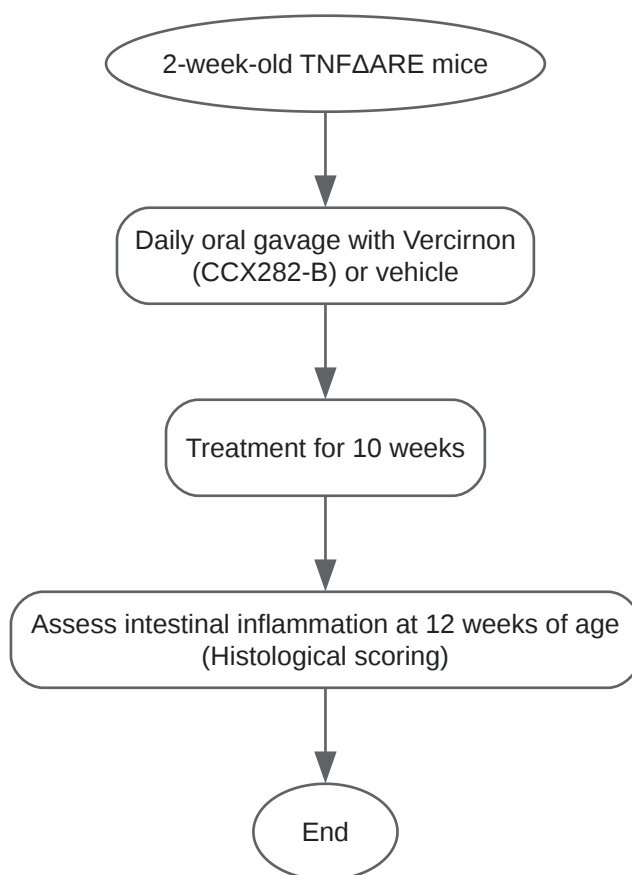 2-week-old TNFΔARE mice
Daily oral gavage with Vercirnon
(CCX282-B) or vehicle
Treatment for 10 weeks
Assess intestinal inflammation at 12 weeks of age
(Histological scoring)
End